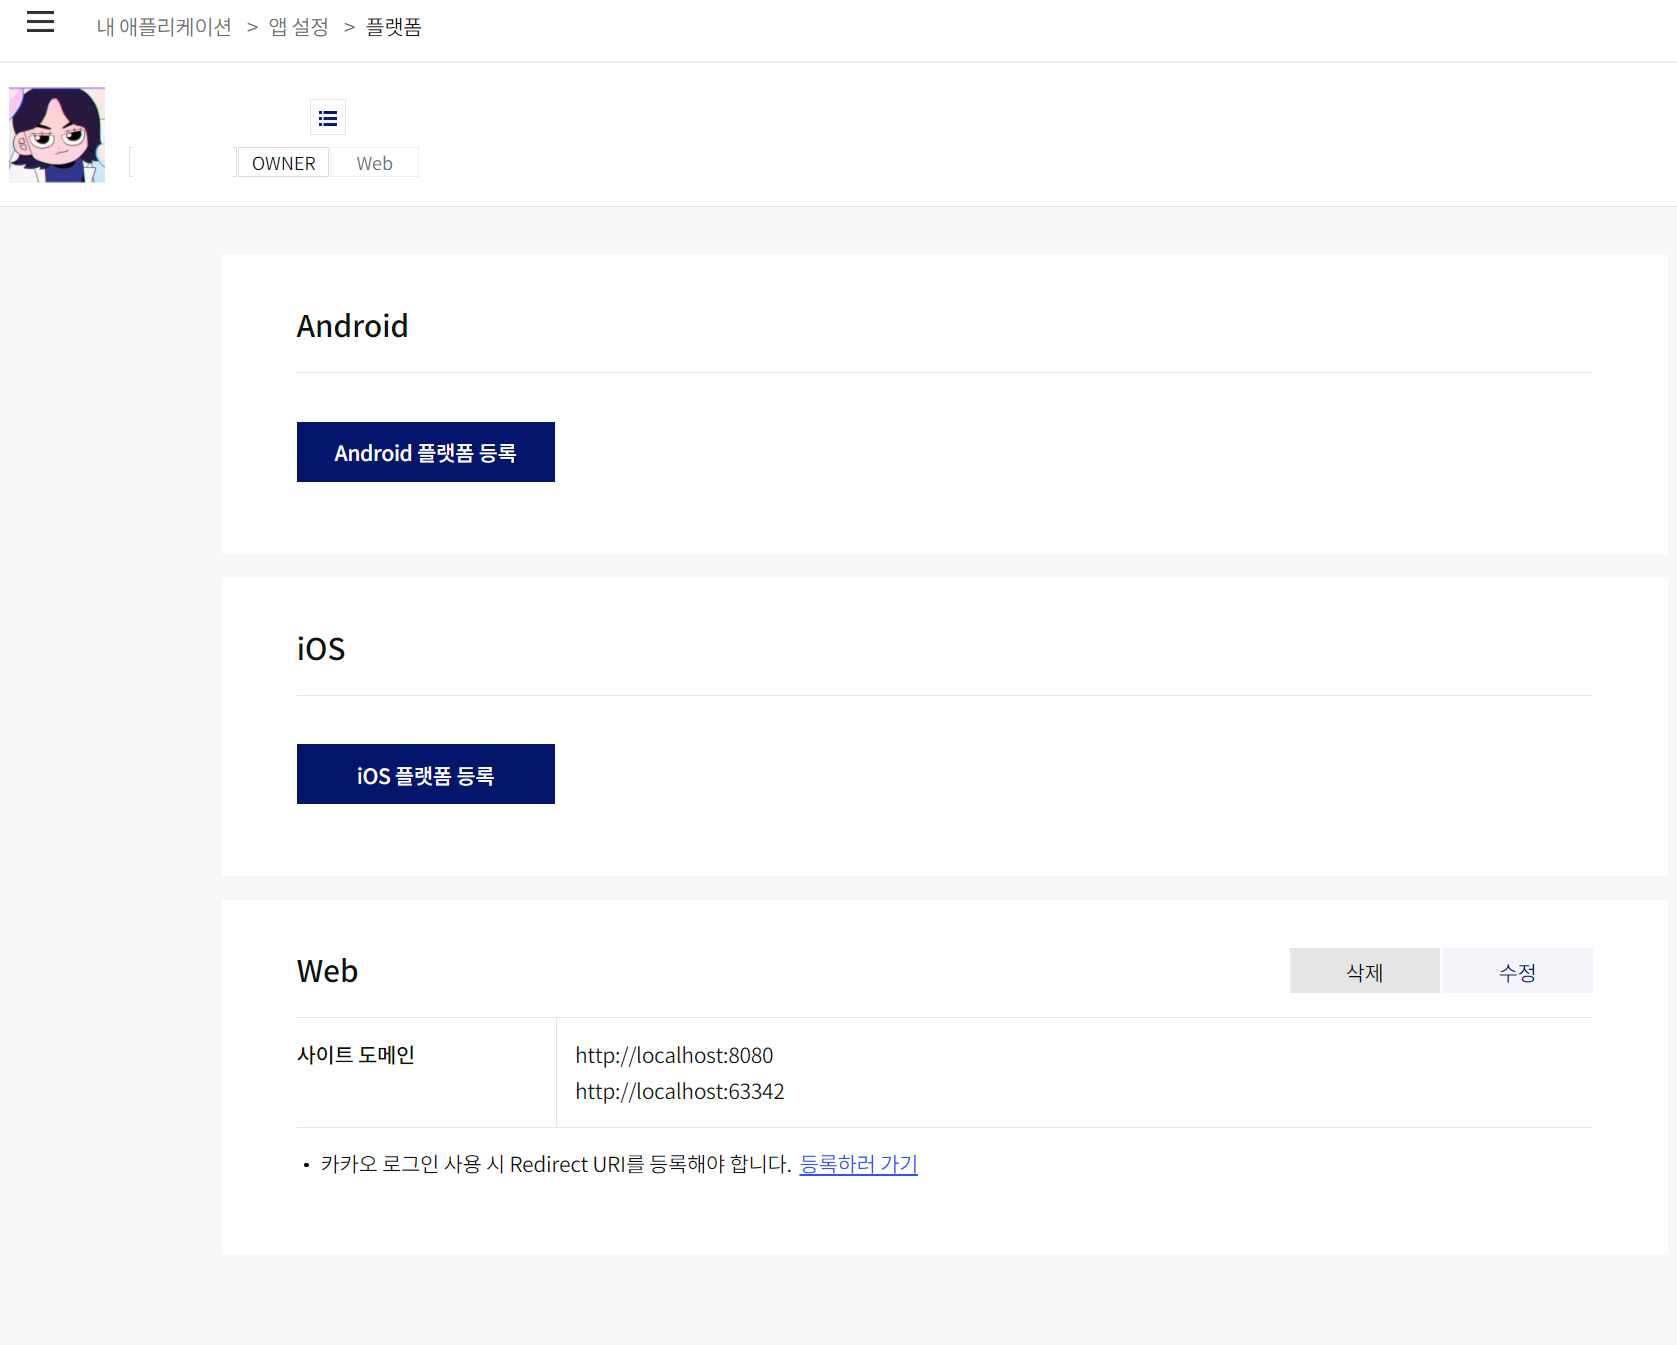 내 애플리케이션 > 앱 설정 > 플랫폼
OWNER Web
Android
Android 플랫폼 등록
iOS
iOS 플랫폼 등록
Web
삭제 수정
사이트 도메인
http://localhost:8080
http://localhost:63342
• 카카오 로그인 사용 시 Redirect URI를 등록해야 합니다. 등록하러 가기